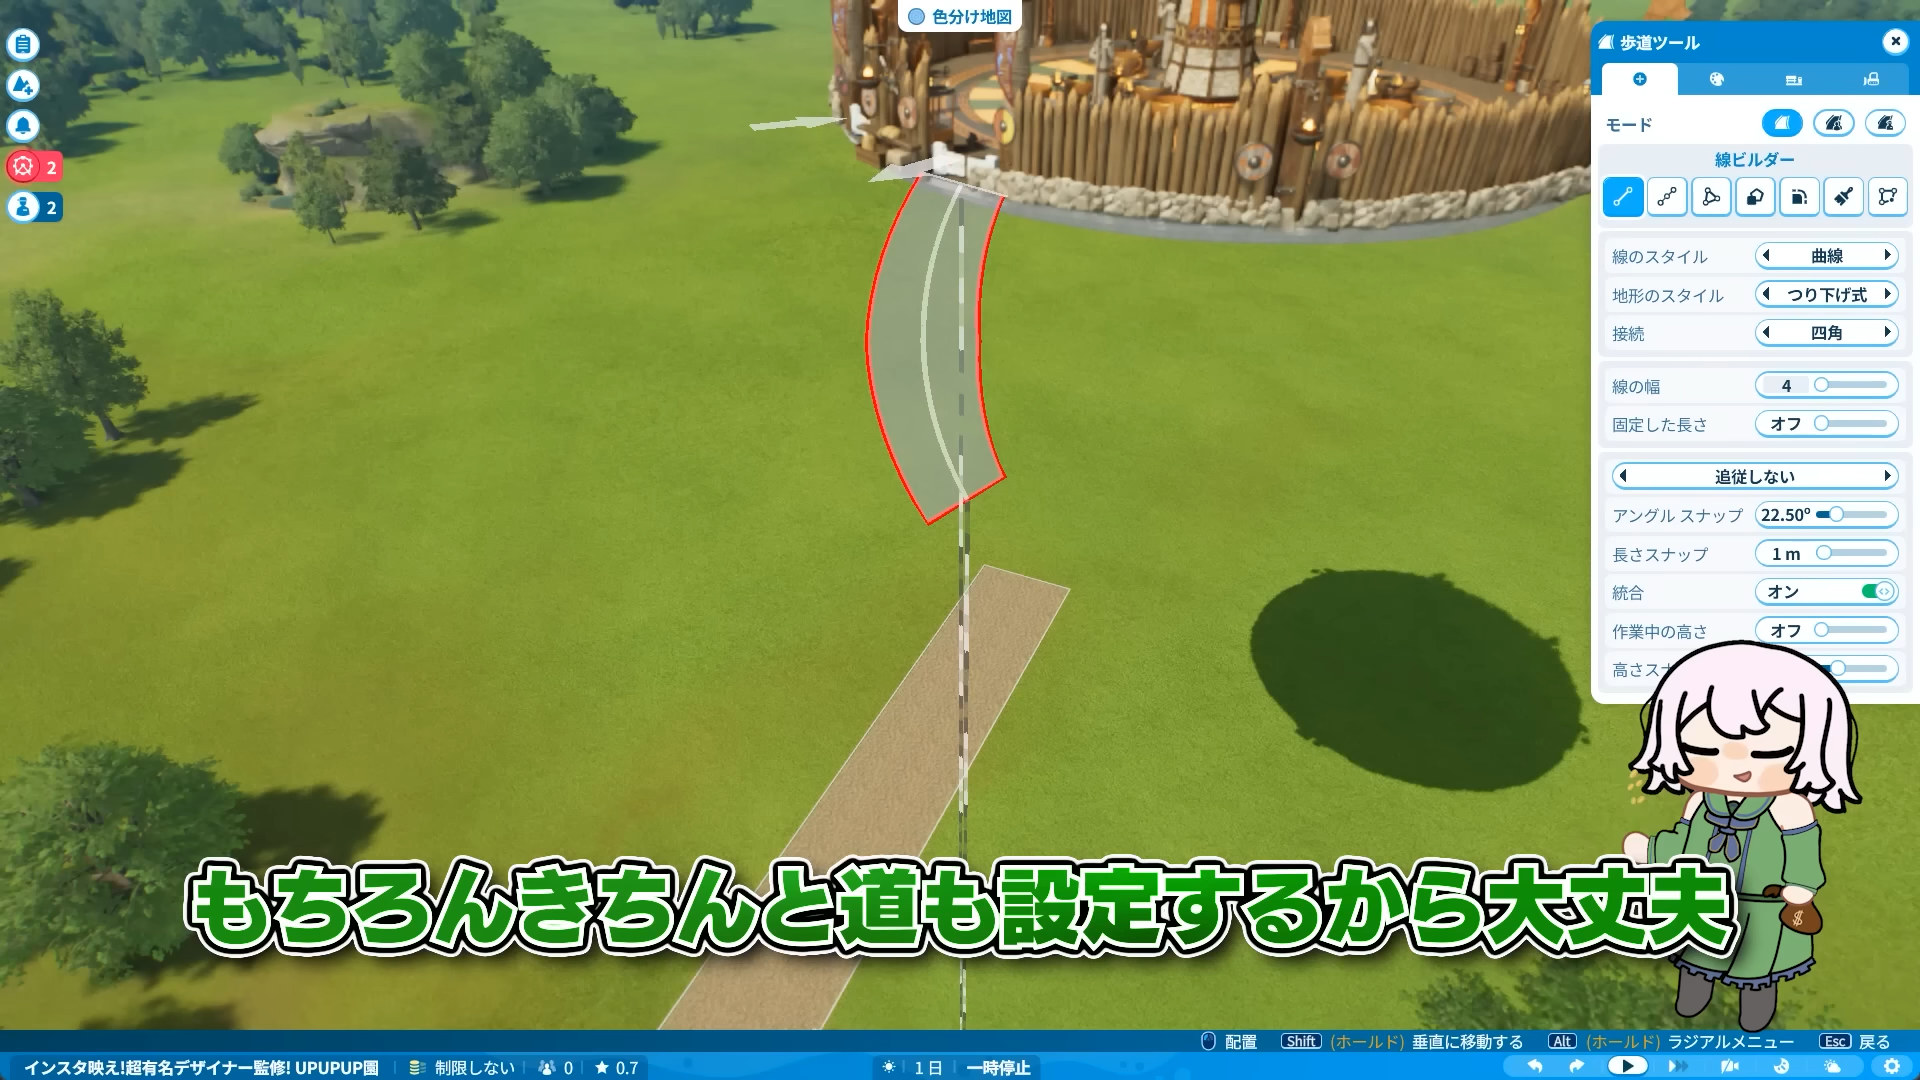 色分け地図
2
2
歩道ツール
モード
線ビルダー
線のスタイル 曲線
地形のスタイル つり下げ式
接続 四角
線の幅 4
固定した長さ オフ
追従しない
アングル スナップ 22.50°
長さスナップ 1 m
統合 オン
作業中の高さ オフ
高さス
$
もちろんきちんと道も設定するから大丈夫
配置 Shift (ホールド) 垂直に移動する Alt (ホールド) ラジアルメニュー Esc 戻る
インスタ映え!超有名デザイナー監修! UPUPUP園 制限しない 0 0.7 1 日 一時停止